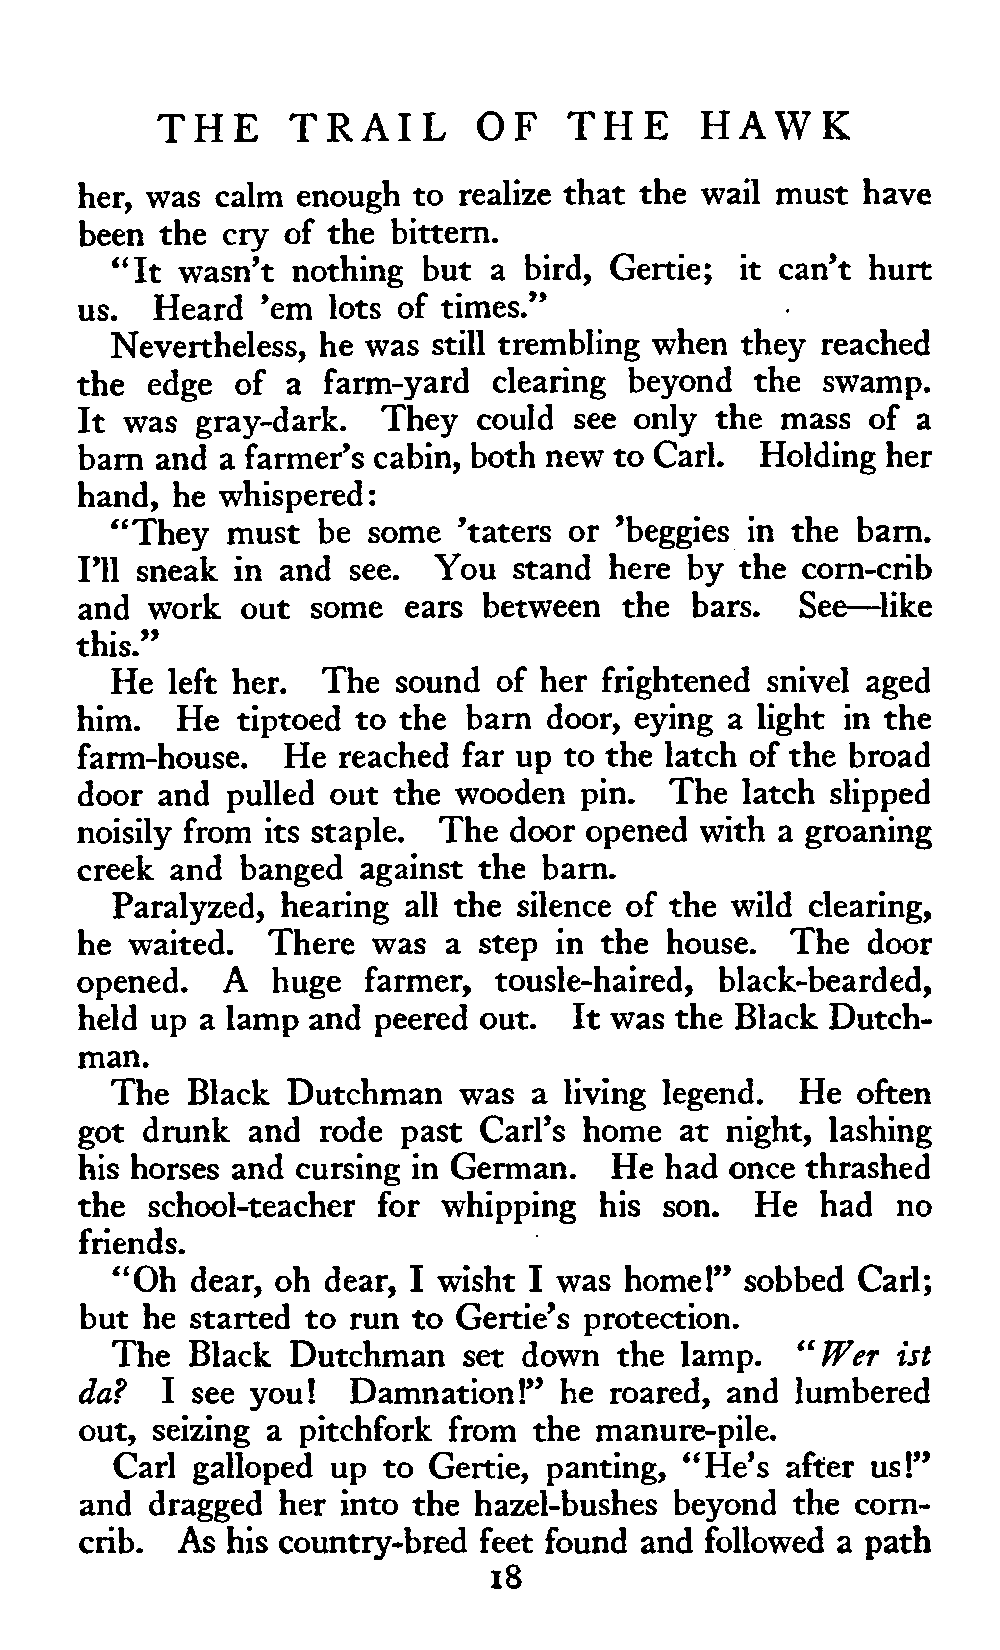 THE TRAIL OF THE HAWK
her, was calm enough to realize that the wail must have
been the cry of the bittern.
"It wasn't nothing but a bird, Gertie; it can't hurt
us. Heard 'em lots of times."
Nevertheless, he was still trembling when they reached
the edge of a farm-yard clearing beyond the swamp.
It was gray-dark. They could see only the mass of a
barn and a farmer's cabin, both new to Carl. Holding her
hand, he whispered:
"They must be some 'taters or 'beggies in the barn.
I'll sneak in and see. You stand here by the corn-crib
and work out some ears between the bars. See—like
this."
He left her. The sound of her frightened snivel aged
him. He tiptoed to the barn door, eying a light in the
farm-house. He reached far up to the latch of the broad
door and pulled out the wooden pin. The latch slipped
noisily from its staple. The door opened with a groaning
creek and banged against the barn.
Paralyzed, hearing all the silence of the wild clearing,
he waited. There was a step in the house. The door
opened. A huge farmer, tousle-haired, black-bearded,
held up a lamp and peered out. It was the Black Dutch-
man.
The Black Dutchman was a living legend. He often
got drunk and rode past Carl's home at night, lashing
his horses and cursing in German. He had once thrashed
the school-teacher for whipping his son. He had no
friends.
"Oh dear, oh dear, I wisht I was home!" sobbed Carl;
but he started to run to Gertie's protection.
The Black Dutchman set down the lamp. "Wer ist
da? I see you! Damnation!" he roared, and lumbered
out, seizing a pitchfork from the manure-pile.
Carl galloped up to Gertie, panting, "He's after us!"
and dragged her into the hazel-bushes beyond the corn-
crib. As his country-bred feet found and followed a path
18